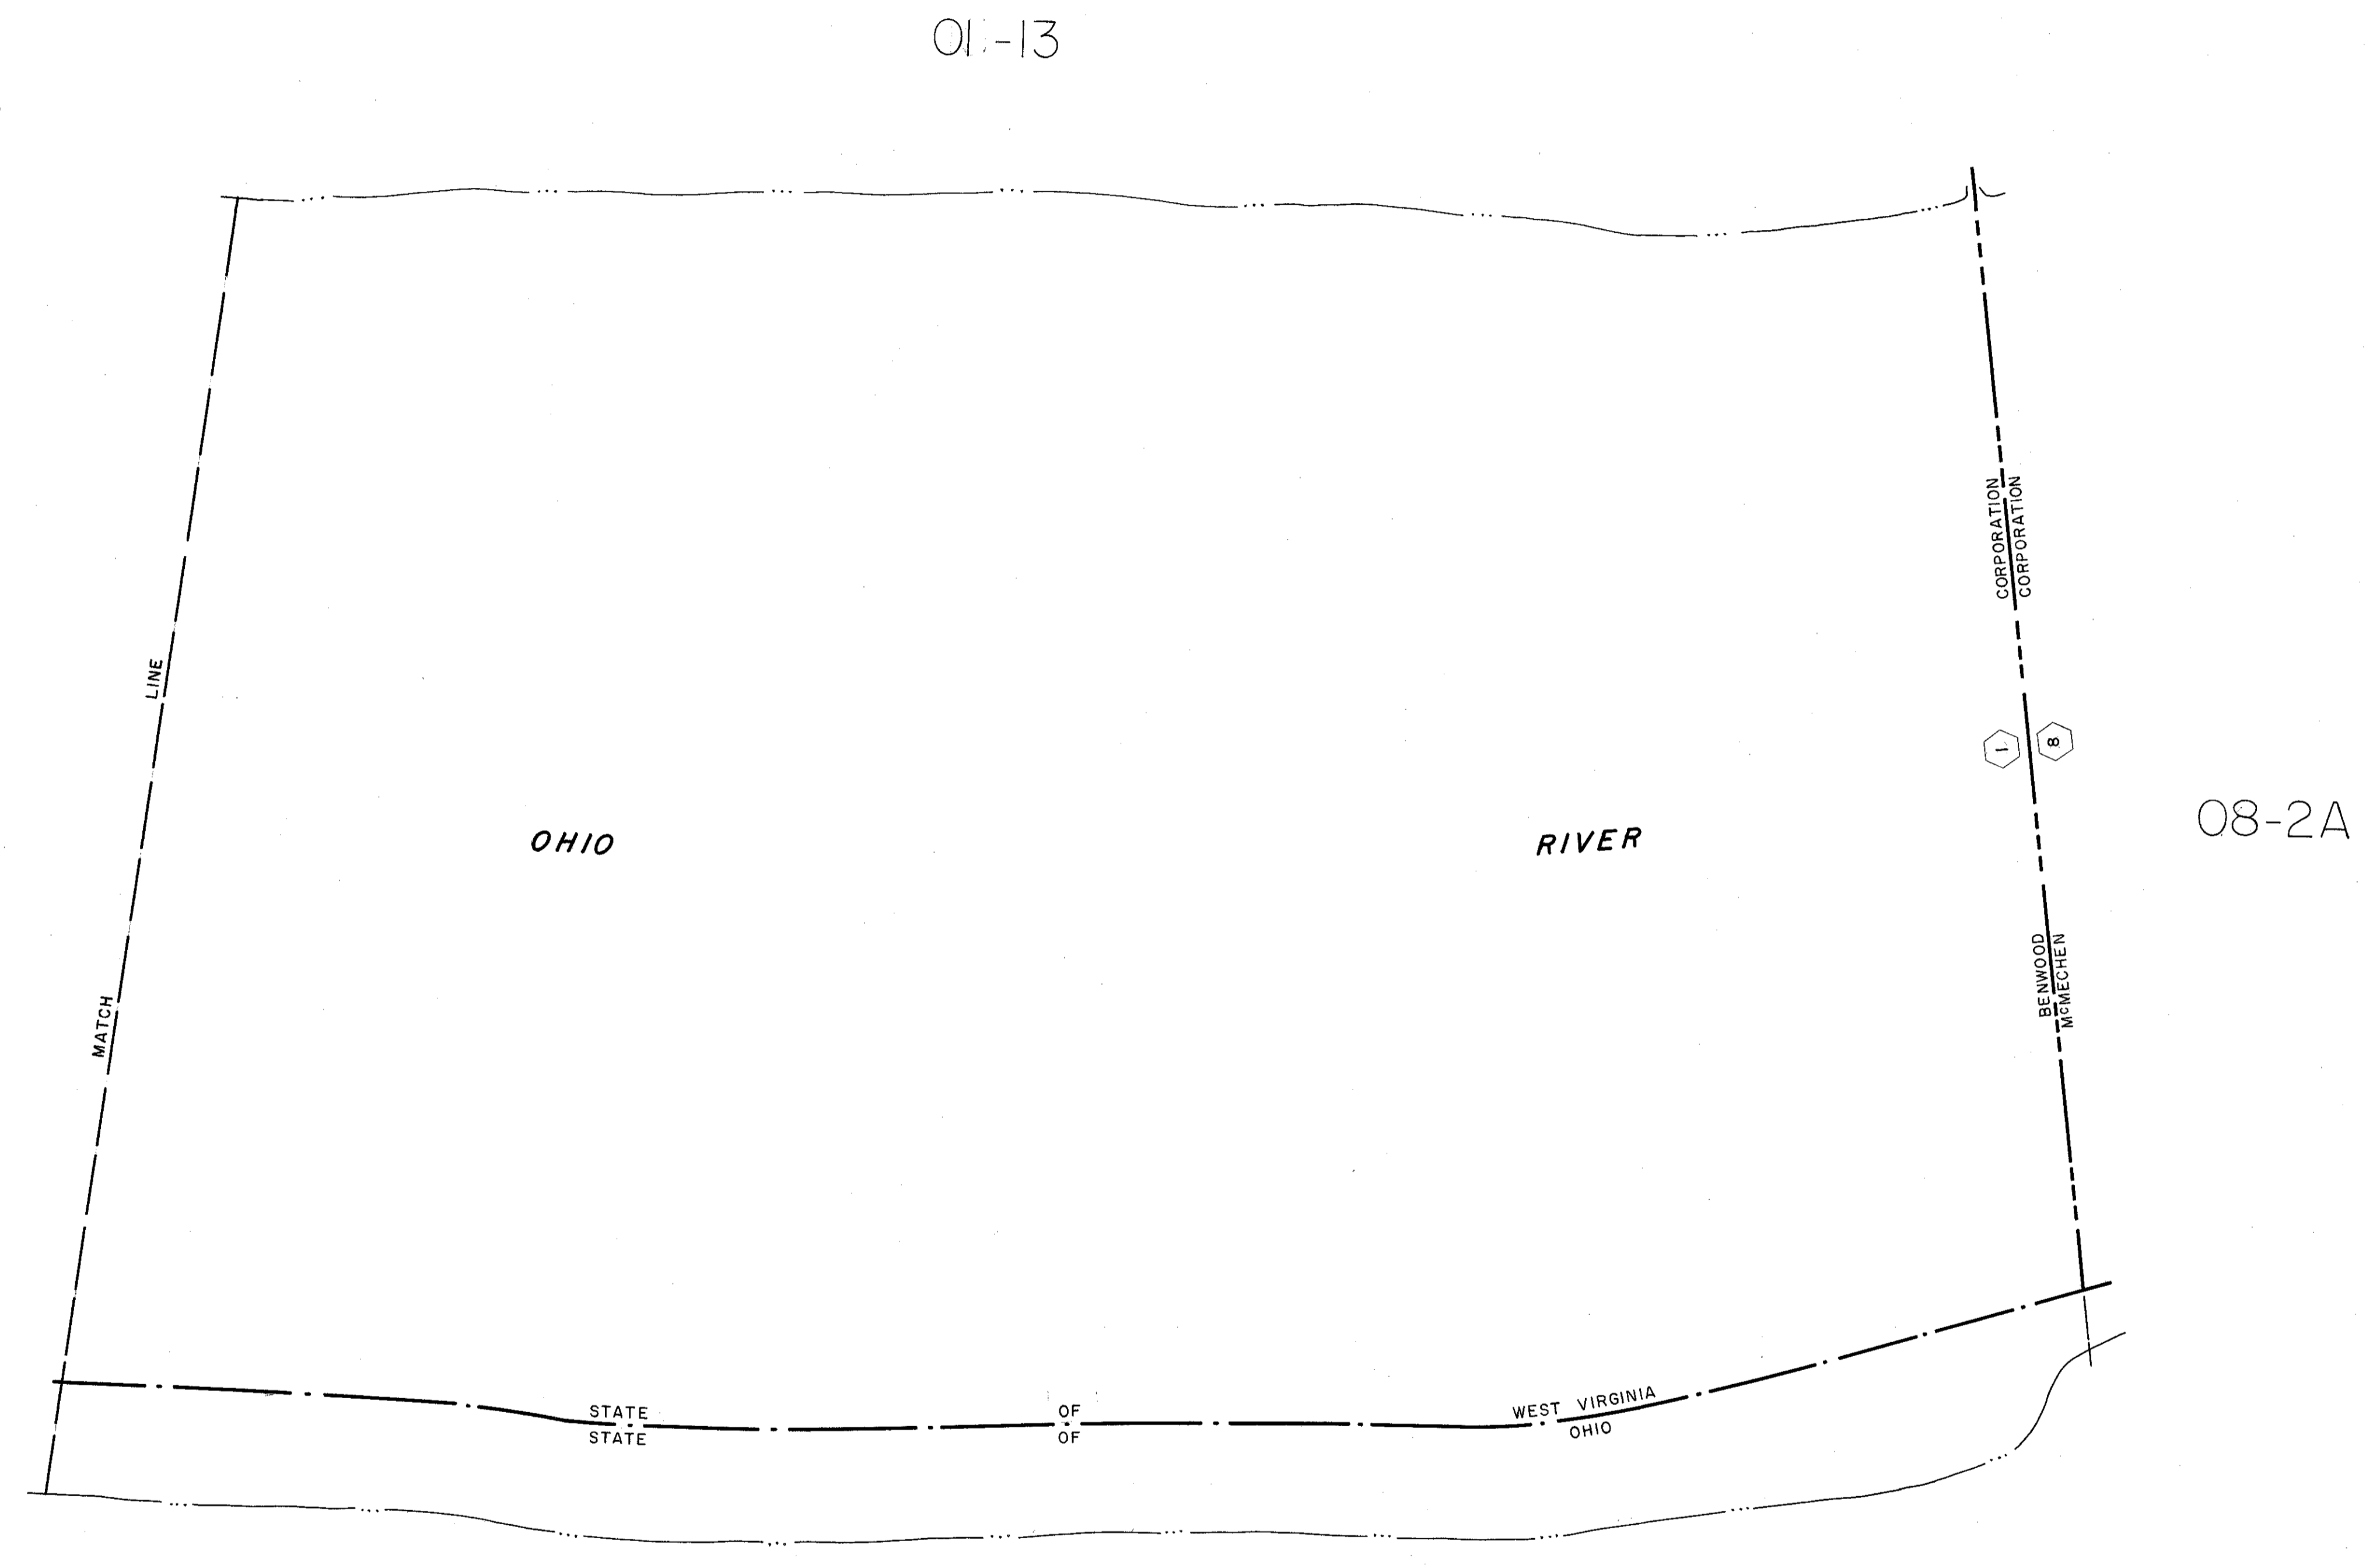 01-13
CORPORATION
CORPORATION
LINE
1
8
08-2A
OHIO RIVER
BENWOOD
McMECHEN
MATCH
STATE OF WEST VIRGINIA
STATE OF OHIO